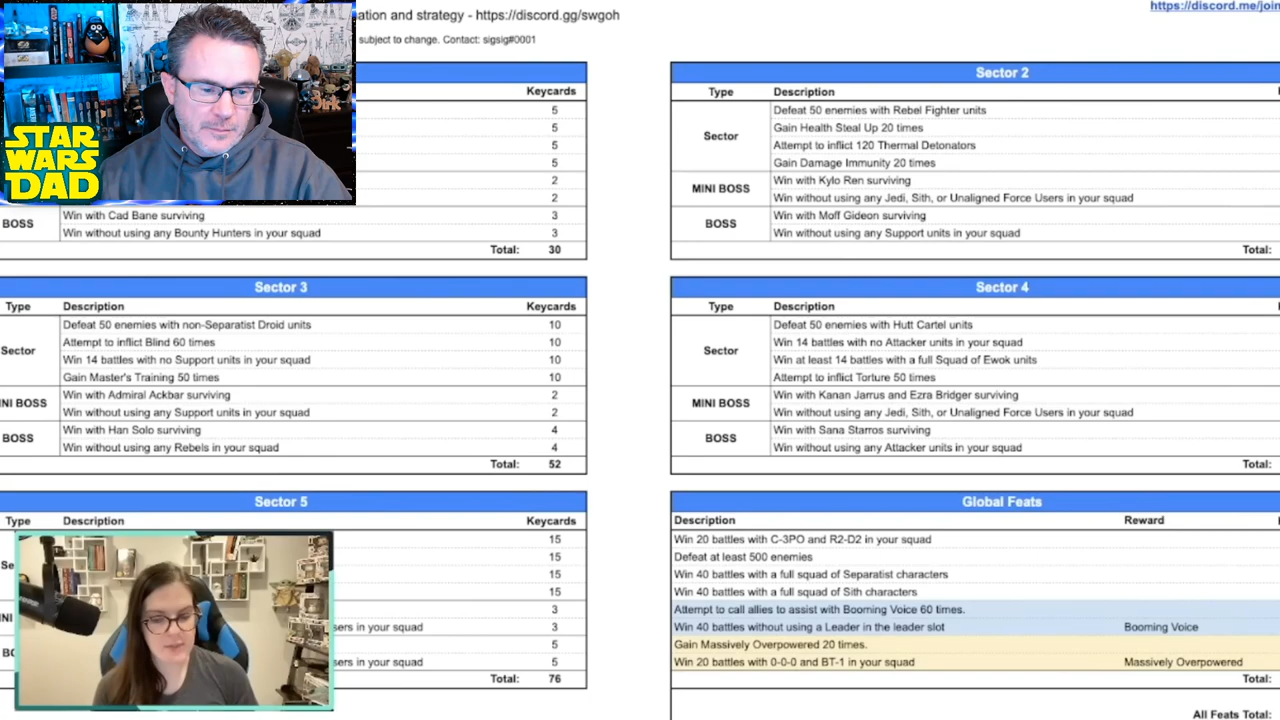 ation and strategy - https://discord.gg/swgoh
https://discord.me/join
subject to change. Contact: sigsig#0001
STAR
WARS
DAD
Keycards
5
5
5
5
2
2
BOSS
Win with Cad Bane surviving 3
Win without using any Bounty Hunters in your squad 3
Total: 30
Sector 2
Type Description
Sector
Defeat 50 enemies with Rebel Fighter units
Gain Health Steal Up 20 times
Attempt to inflict 120 Thermal Detonators
Gain Damage Immunity 20 times
MINI BOSS
Win with Kylo Ren surviving
Win without using any Jedi, Sith, or Unaligned Force Users in your squad
BOSS
Win with Moff Gideon surviving
Win without using any Support units in your squad
Total:
Sector 3
Type Description Keycards
Sector
Defeat 50 enemies with non-Separatist Droid units 10
Attempt to inflict Blind 60 times 10
Win 14 battles with no Support units in your squad 10
Gain Master's Training 50 times 10
INI BOSS
Win with Admiral Ackbar surviving 2
Win without using any Support units in your squad 2
BOSS
Win with Han Solo surviving 4
Win without using any Rebels in your squad 4
Total: 52
Sector 4
Type Description
Sector
Defeat 50 enemies with Hutt Cartel units
Win 14 battles with no Attacker units in your squad
Win at least 14 battles with a full Squad of Ewok units
Attempt to inflict Torture 50 times
MINI BOSS
Win with Kanan Jarrus and Ezra Bridger surviving
Win without using any Jedi, Sith, or Unaligned Force Users in your squad
BOSS
Win with Sana Starros surviving
Win without using any Attacker units in your squad
Total:
Sector 5
Type Description Keycards
Se
15
15
15
15
INI
3
sers in your squad 3
BO
5
sers in your squad 5
Total: 76
Global Feats
Description Reward
Win 20 battles with C-3PO and R2-D2 in your squad
Defeat at least 500 enemies
Win 40 battles with a full squad of Separatist characters
Win 40 battles with a full squad of Sith characters
Attempt to call allies to assist with Booming Voice 60 times.
Win 40 battles without using a Leader in the leader slot Booming Voice
Gain Massively Overpowered 20 times.
Win 20 battles with 0-0-0 and BT-1 in your squad Massively Overpowered
Total:
All Feats Total: